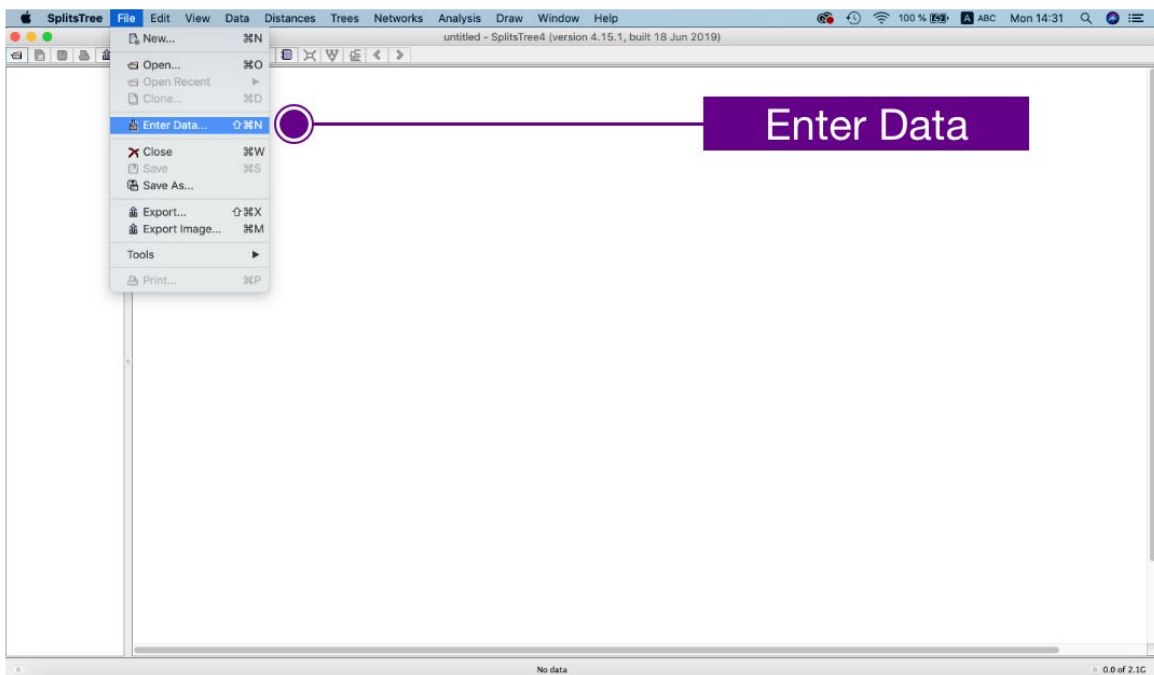 SplitsTree File Edit View Data Distances Trees Networks Analysis Draw Window Help 100 % ABC Mon 14:31
untitled - SplitsTree4 (version 4.15.1, built 18 Jun 2019)
New... ⌘N
Open... ⌘O
Open Recent ▶
Clone... ⌘D
Enter Data... ⇧⌘N
Enter Data
Close ⌘W
Save ⌘S
Save As...
Export... ⇧⌘X
Export Image... ⌘M
Tools ▶
Print... ⌘P
No data 0.0 of 2.1G